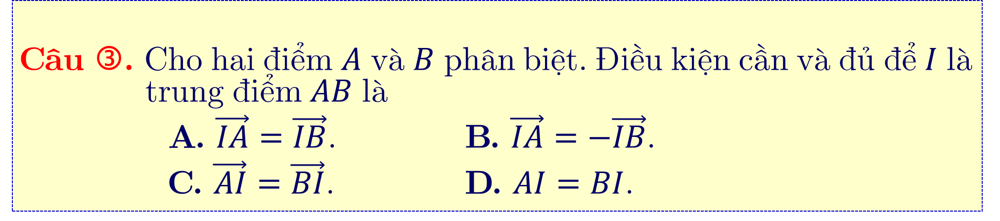 Câu ③. Cho hai điểm A và B phân biệt. Điều kiện cần và đủ để I là
trung điểm AB là
A. $\overrightarrow{IA} = \overrightarrow{IB}$. B. $\overrightarrow{IA} = -\overrightarrow{IB}$.
C. $\overrightarrow{AI} = \overrightarrow{BI}$. D. AI = BI.